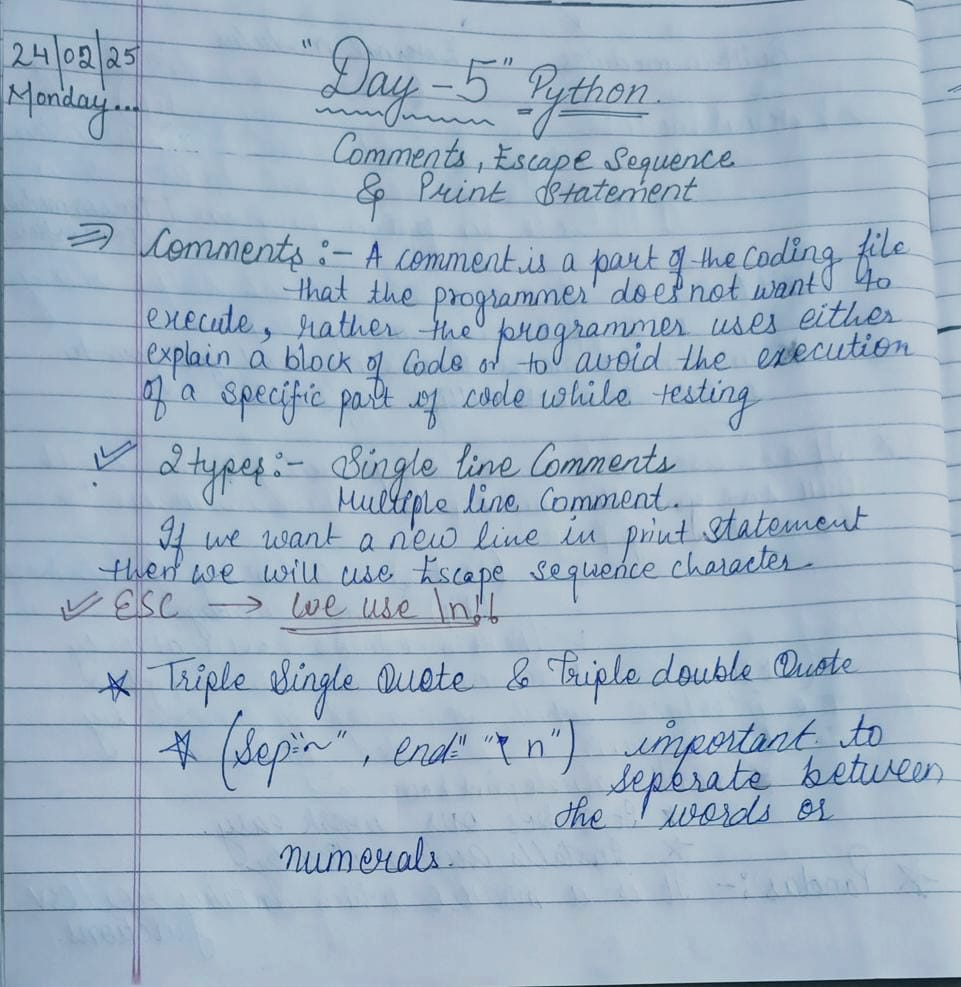 24/02/25
Monday...
"Day - 5" Python.
Comments, Escape Sequence
& Print Statement
⇒ Comments :- A comment is a part of the coding file
that the programmer does not want to
execute, rather the programmer uses either
explain a block of Code or to avoid the execution
of a specific part of code while testing
✓ 2 types :- Single line Comments
Multiple line Comment.
If we want a new line in print statement
then we will use Escape sequence character.
✓ ESC → we use \n!!
☆ Triple Single Quote & Triple double Quote
☆ (Sep="~", end= "\n") important to
seperate between
the words or
numerals.